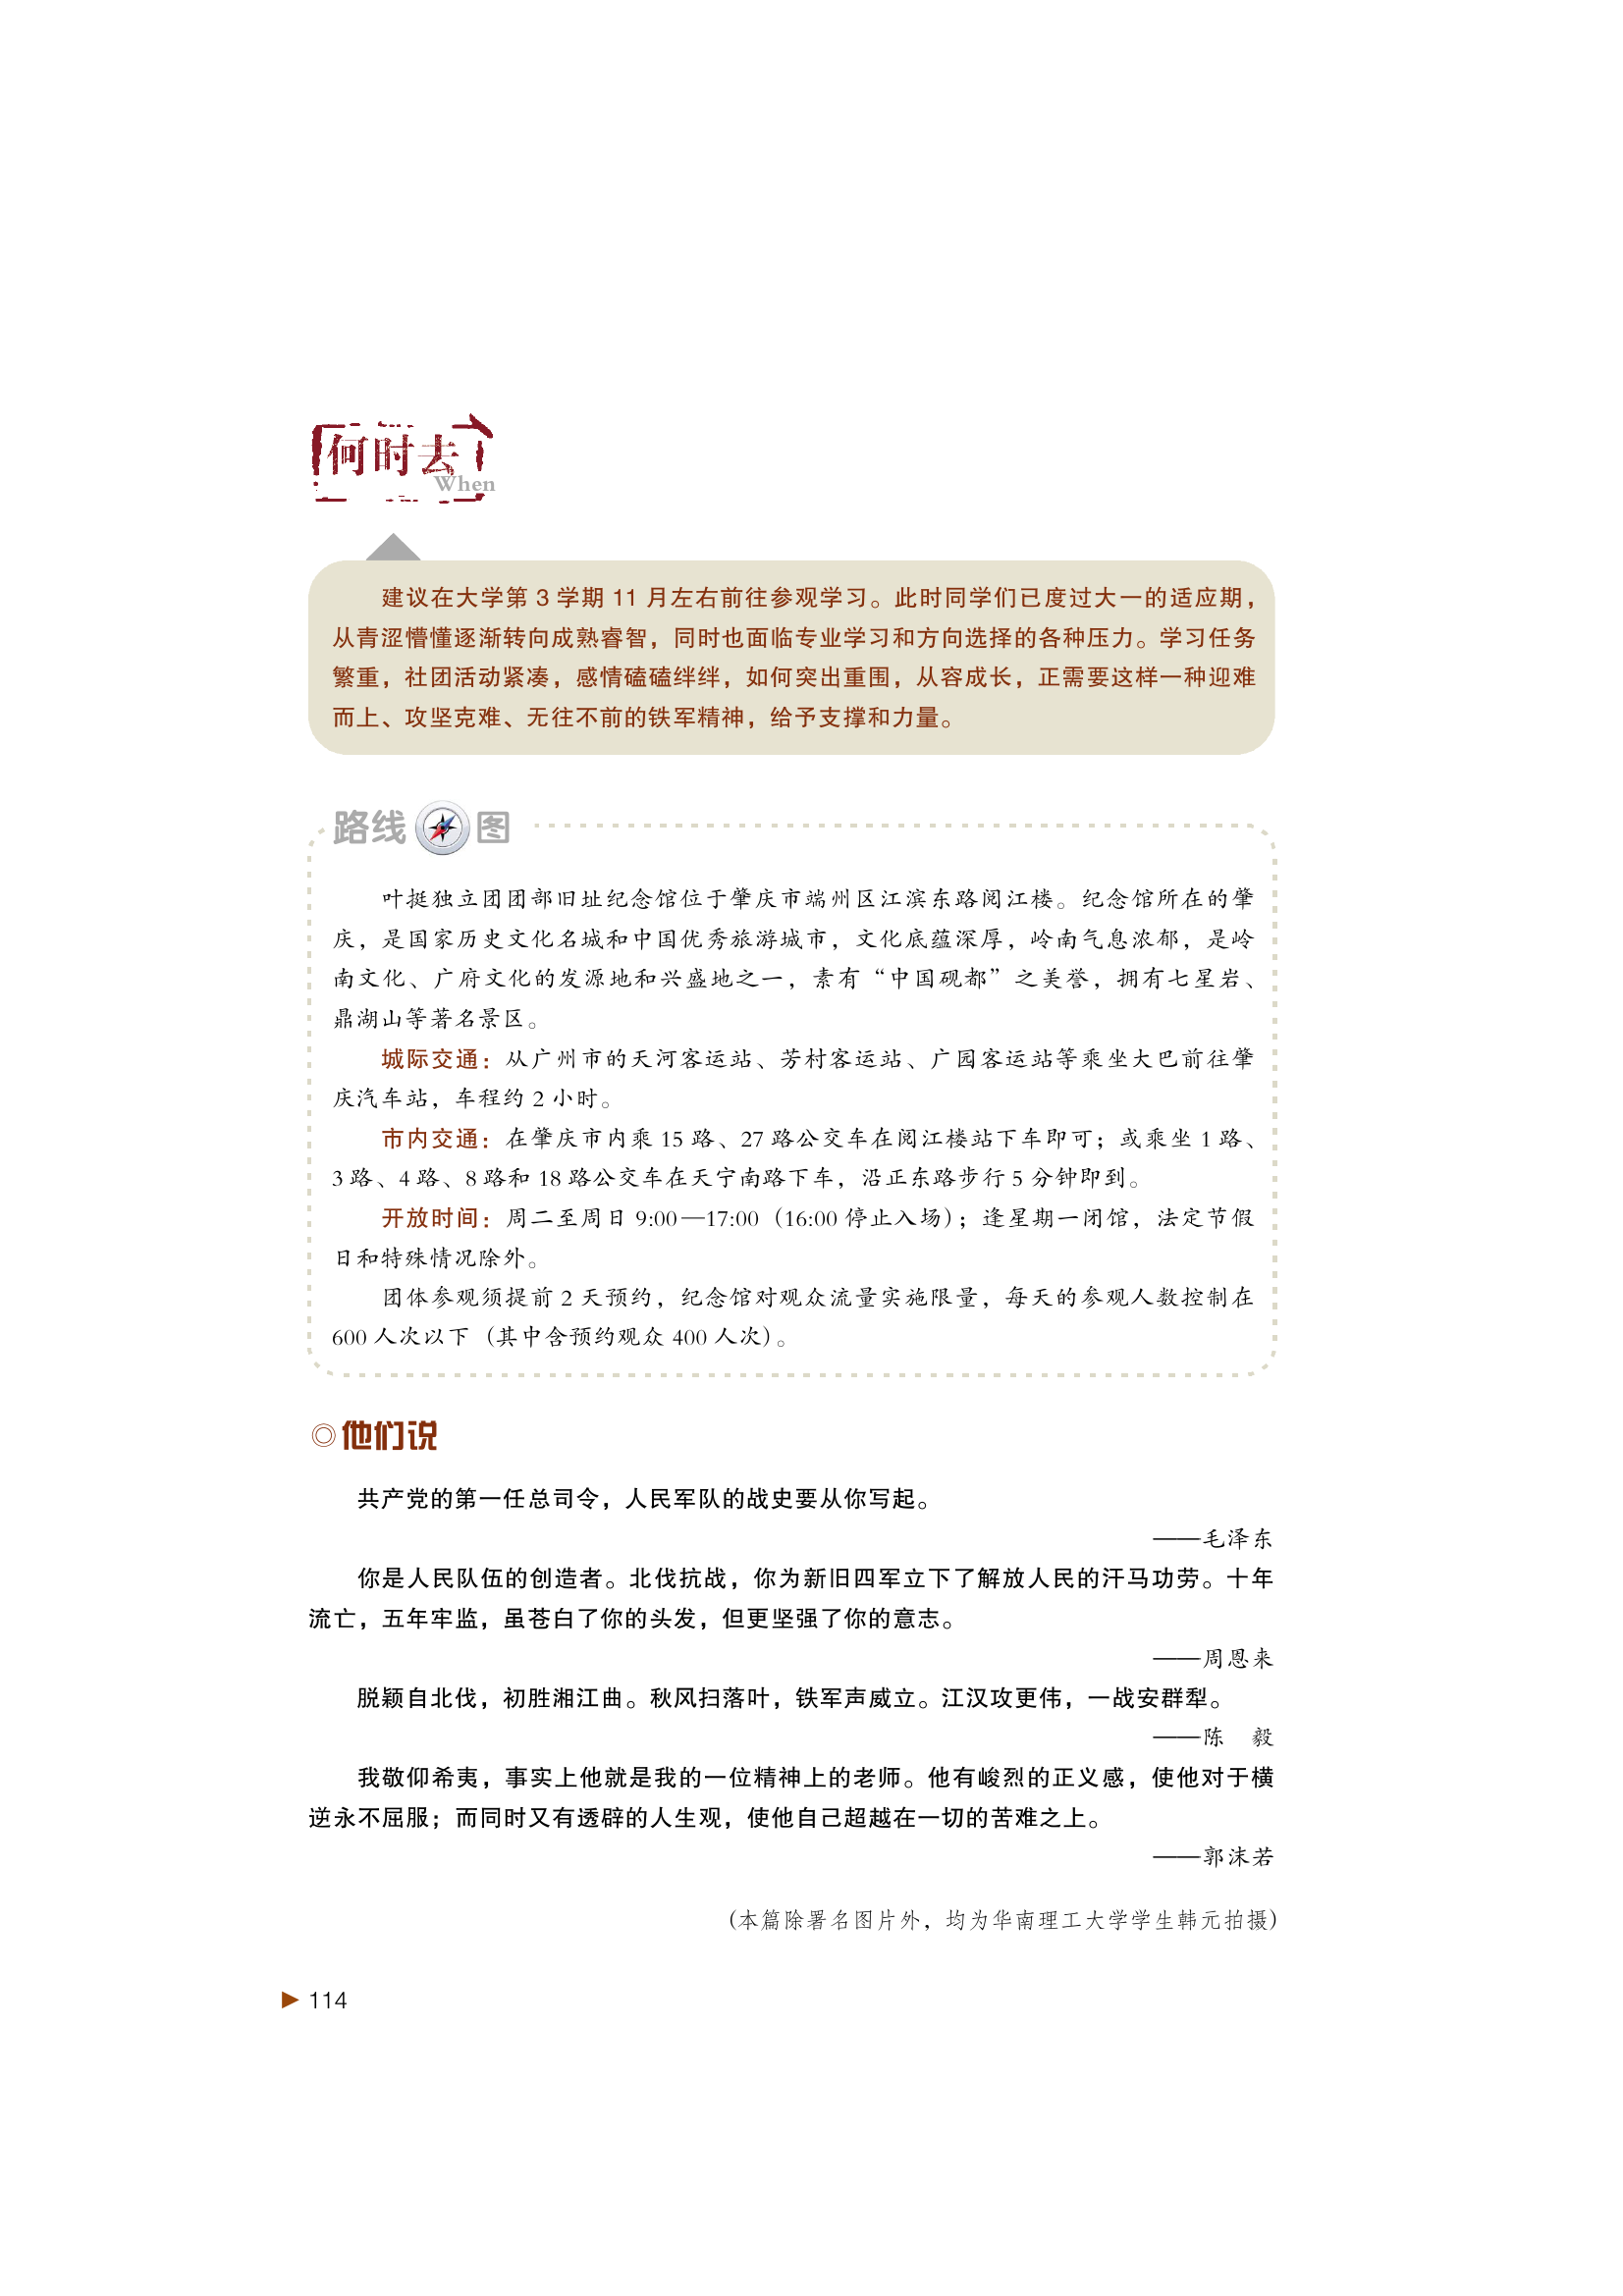 何时去
When
建议在大学第 3 学期 11 月左右前往参观学习。此时同学们已度过大一的适应期，
从青涩懵懂逐渐转向成熟睿智，同时也面临专业学习和方向选择的各种压力。学习任务
繁重，社团活动紧凑，感情磕磕绊绊，如何突出重围，从容成长，正需要这样一种迎难
而上、攻坚克难、无往不前的铁军精神，给予支撑和力量。
路线图
叶挺独立团团部旧址纪念馆位于肇庆市端州区江滨东路阅江楼。纪念馆所在的肇
庆，是国家历史文化名城和中国优秀旅游城市，文化底蕴深厚，岭南气息浓郁，是岭
南文化、广府文化的发源地和兴盛地之一，素有“中国砚都”之美誉，拥有七星岩、
鼎湖山等著名景区。
城际交通：从广州市的天河客运站、芳村客运站、广园客运站等乘坐大巴前往肇
庆汽车站，车程约 2 小时。
市内交通：在肇庆市内乘 15 路、27 路公交车在阅江楼站下车即可；或乘坐 1 路、
3 路、4 路、8 路和 18 路公交车在天宁南路下车，沿正东路步行 5 分钟即到。
开放时间：周二至周日 9:00—17:00（16:00 停止入场）；逢星期一闭馆，法定节假
日和特殊情况除外。
团体参观须提前 2 天预约，纪念馆对观众流量实施限量，每天的参观人数控制在
600 人次以下（其中含预约观众 400 人次）。
◎他们说
共产党的第一任总司令，人民军队的战史要从你写起。
——毛泽东
你是人民队伍的创造者。北伐抗战，你为新旧四军立下了解放人民的汗马功劳。十年
流亡，五年牢监，虽苍白了你的头发，但更坚强了你的意志。
——周恩来
脱颖自北伐，初胜湘江曲。秋风扫落叶，铁军声威立。江汉攻更伟，一战安群犁。
——陈　毅
我敬仰希夷，事实上他就是我的一位精神上的老师。他有峻烈的正义感，使他对于横
逆永不屈服；而同时又有透辟的人生观，使他自己超越在一切的苦难之上。
——郭沫若
(本篇除署名图片外，均为华南理工大学学生韩元拍摄)
▶ 114